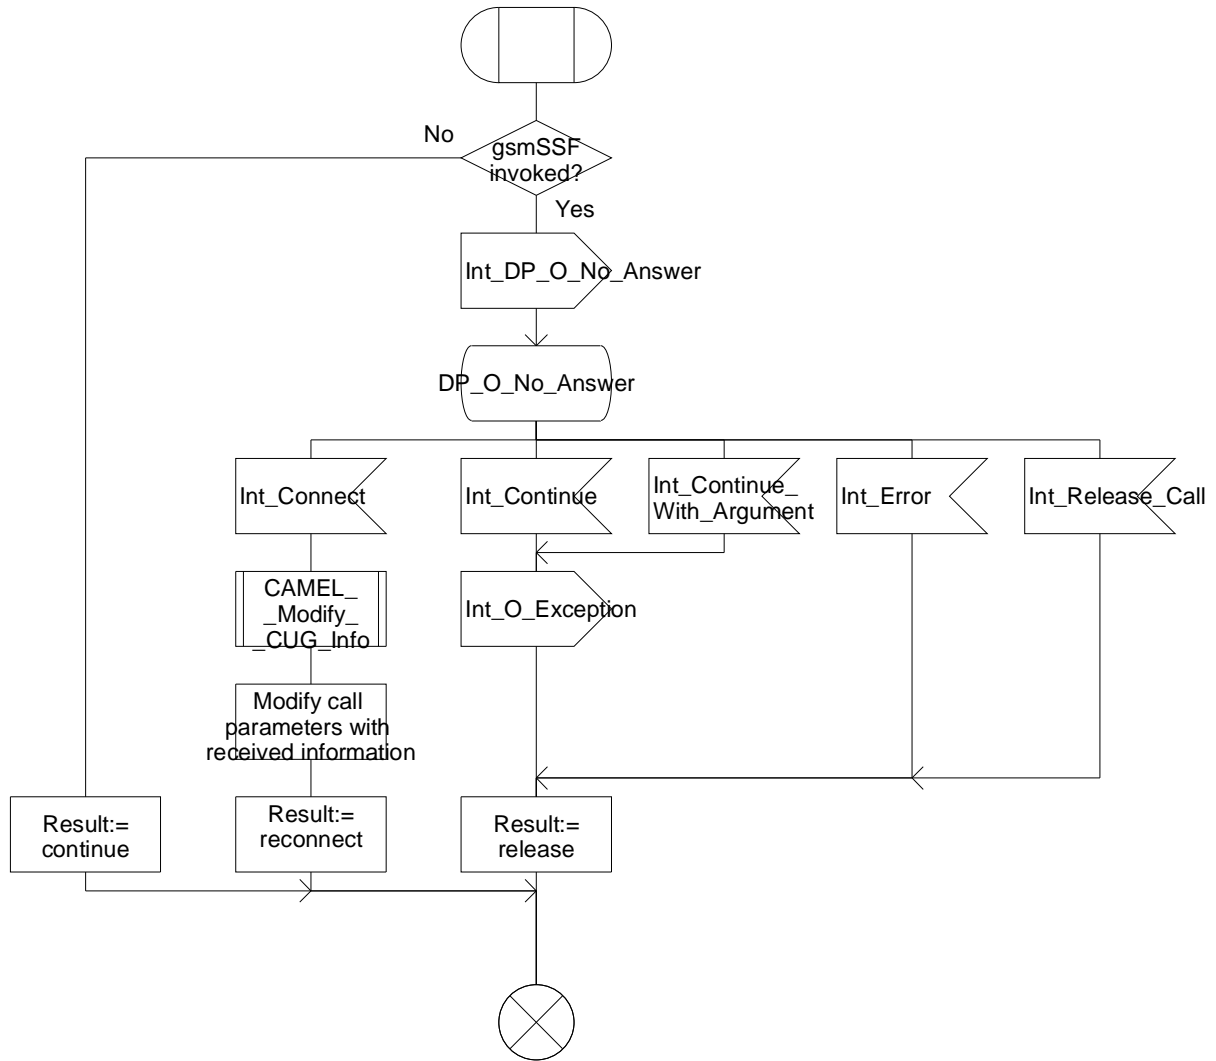 No
gsmSSF
invoked?
Yes
Int_DP_O_No_Answer
DP_O_No_Answer
Int_Connect
Int_Continue
Int_Continue_
With_Argument
Int_Error
Int_Release_Call
CAMEL_
_Modify_
_CUG_Info
Int_O_Exception
Modify call
parameters with
received information
Result:=
continue
Result:=
reconnect
Result:=
release